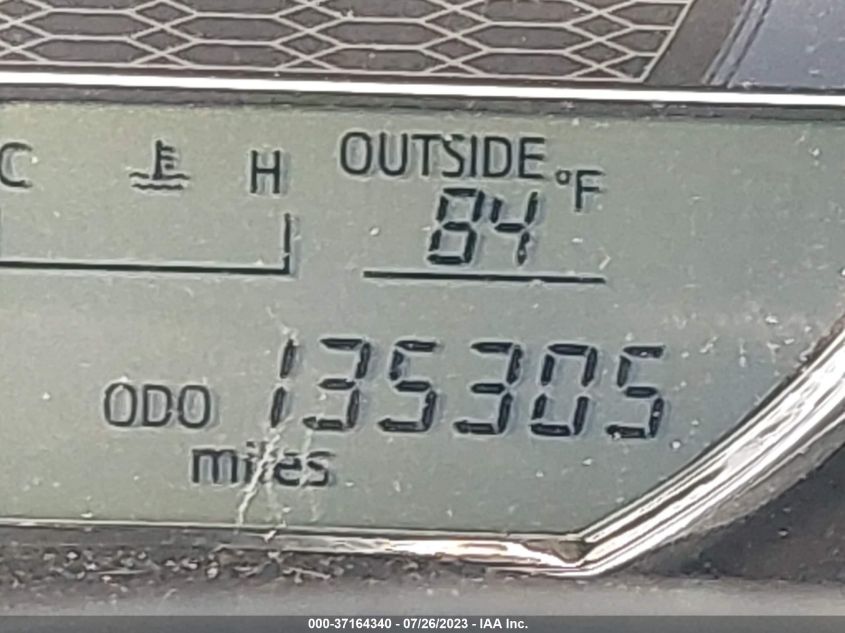 C H OUTSIDE °F
84
ODO 135305
miles
000-37164340 - 07/26/2023 - IAA Inc.